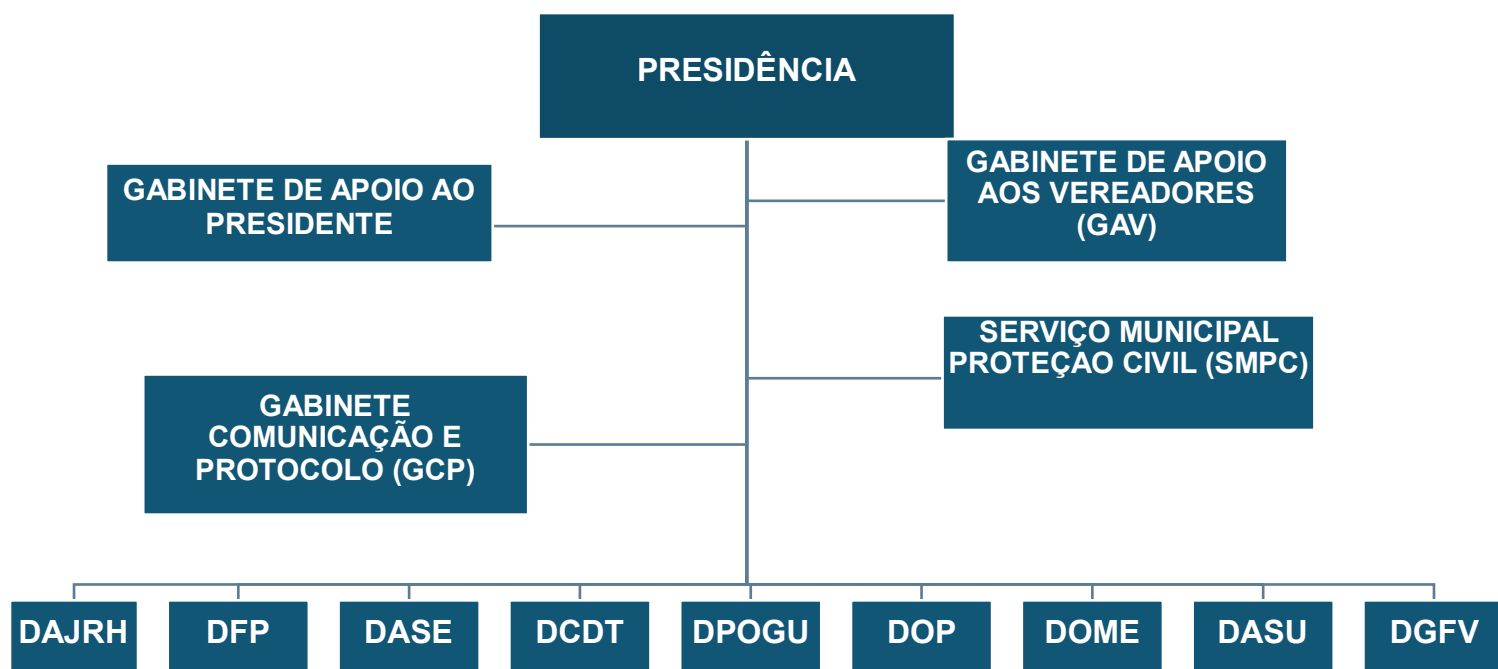 PRESIDÊNCIA
GABINETE DE APOIO AO
PRESIDENTE
GABINETE DE APOIO
AOS VEREADORES
(GAV)
SERVIÇO MUNICIPAL
PROTEÇAO CIVIL (SMPC)
GABINETE
COMUNICAÇÃO E
PROTOCOLO (GCP)
DAJRH
DFP
DASE
DCDT
DPOGU
DOP
DOME
DASU
DGFV